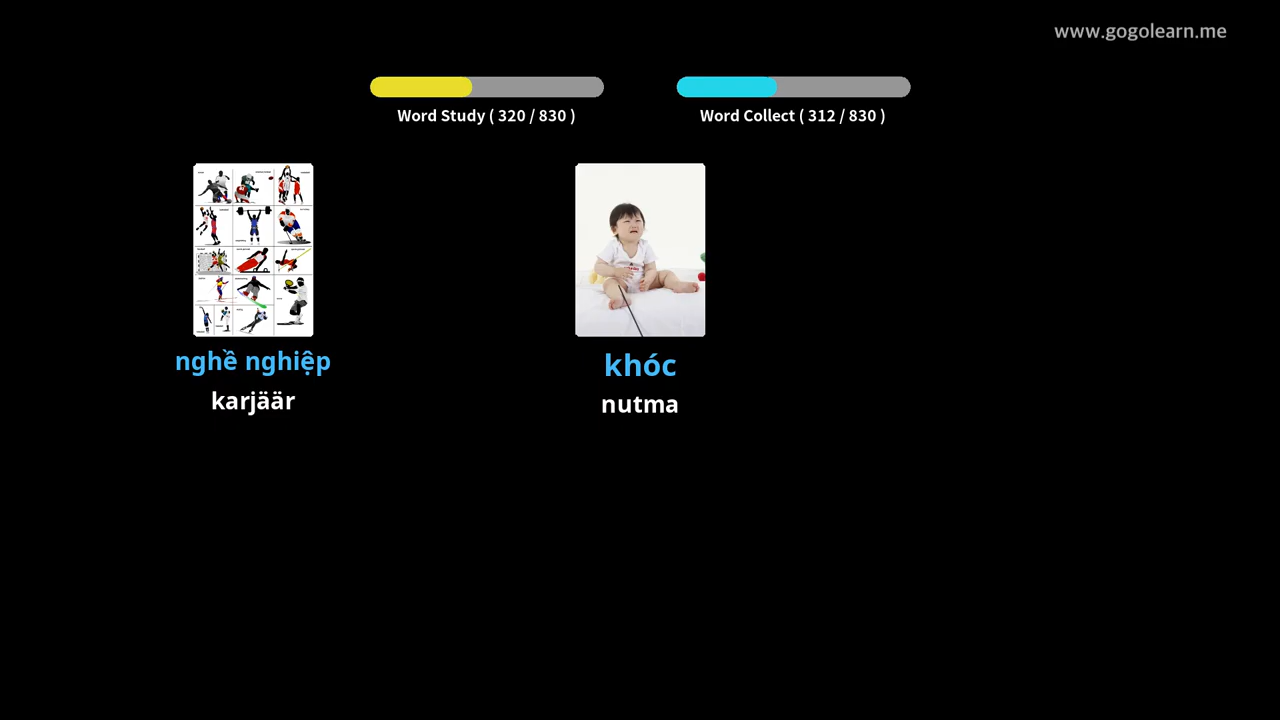 www.gogolearn.me
Word Study ( 320 / 830 )
Word Collect ( 312 / 830 )
nghề nghiệp
karjäär
khóc
nutma